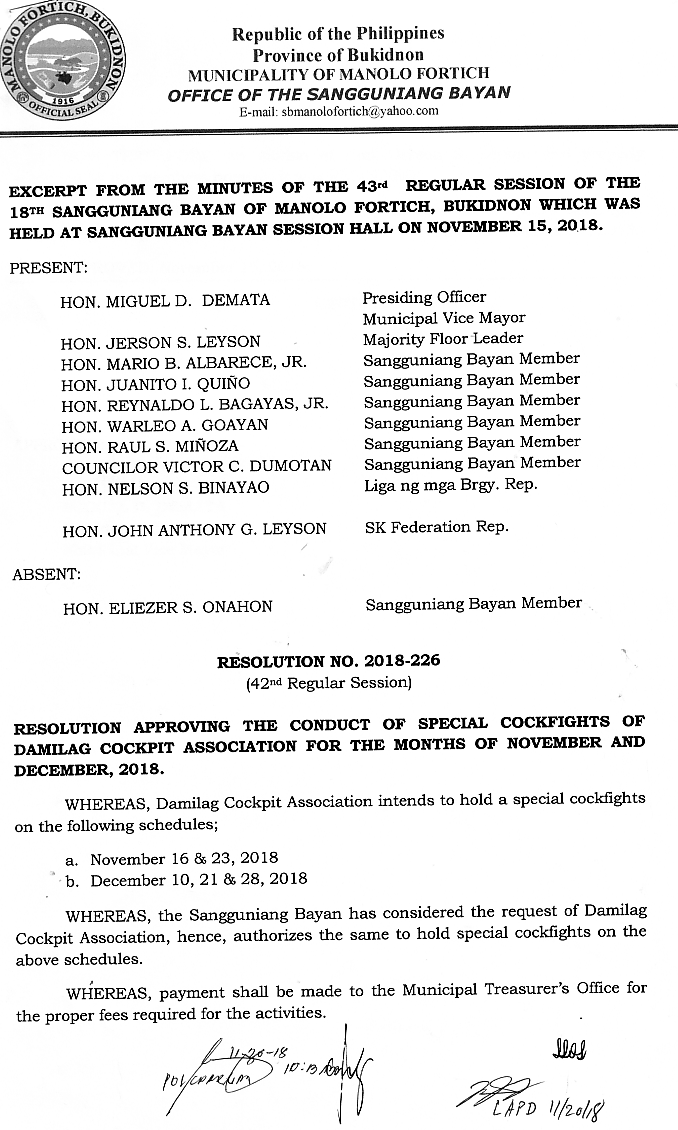 MANOLO FORTICH, BUKIDNON
1916
OFFICIAL SEAL
Republic of the Philippines
Province of Bukidnon
MUNICIPALITY OF MANOLO FORTICH
OFFICE OF THE SANGGUNIANG BAYAN
E-mail: sbmanolofortich@yahoo.com
EXCERPT FROM THE MINUTES OF THE 43rd REGULAR SESSION OF THE
18TH SANGGUNIANG BAYAN OF MANOLO FORTICH, BUKIDNON WHICH WAS
HELD AT SANGGUNIANG BAYAN SESSION HALL ON NOVEMBER 15, 2018.
PRESENT:
HON. MIGUEL D. DEMATA Presiding Officer
Municipal Vice Mayor
HON. JERSON S. LEYSON Majority Floor Leader
HON. MARIO B. ALBARECE, JR. Sangguniang Bayan Member
HON. JUANITO I. QUIÑO Sangguniang Bayan Member
HON. REYNALDO L. BAGAYAS, JR. Sangguniang Bayan Member
HON. WARLEO A. GOAYAN Sangguniang Bayan Member
HON. RAUL S. MIÑOZA Sangguniang Bayan Member
COUNCILOR VICTOR C. DUMOTAN Sangguniang Bayan Member
HON. NELSON S. BINAYAO Liga ng mga Brgy. Rep.
HON. JOHN ANTHONY G. LEYSON SK Federation Rep.
ABSENT:
HON. ELIEZER S. ONAHON Sangguniang Bayan Member
RESOLUTION NO. 2018-226
(42nd Regular Session)
RESOLUTION APPROVING THE CONDUCT OF SPECIAL COCKFIGHTS OF
DAMILAG COCKPIT ASSOCIATION FOR THE MONTHS OF NOVEMBER AND
DECEMBER, 2018.
WHEREAS, Damilag Cockpit Association intends to hold a special cockfights
on the following schedules;
a. November 16 & 23, 2018
b. December 10, 21 & 28, 2018
WHEREAS, the Sangguniang Bayan has considered the request of Damilag
Cockpit Association, hence, authorizes the same to hold special cockfights on the
above schedules.
WHEREAS, payment shall be made to the Municipal Treasurer's Office for
the proper fees required for the activities.
11-20-18
10:13
LAPD 11/20/18